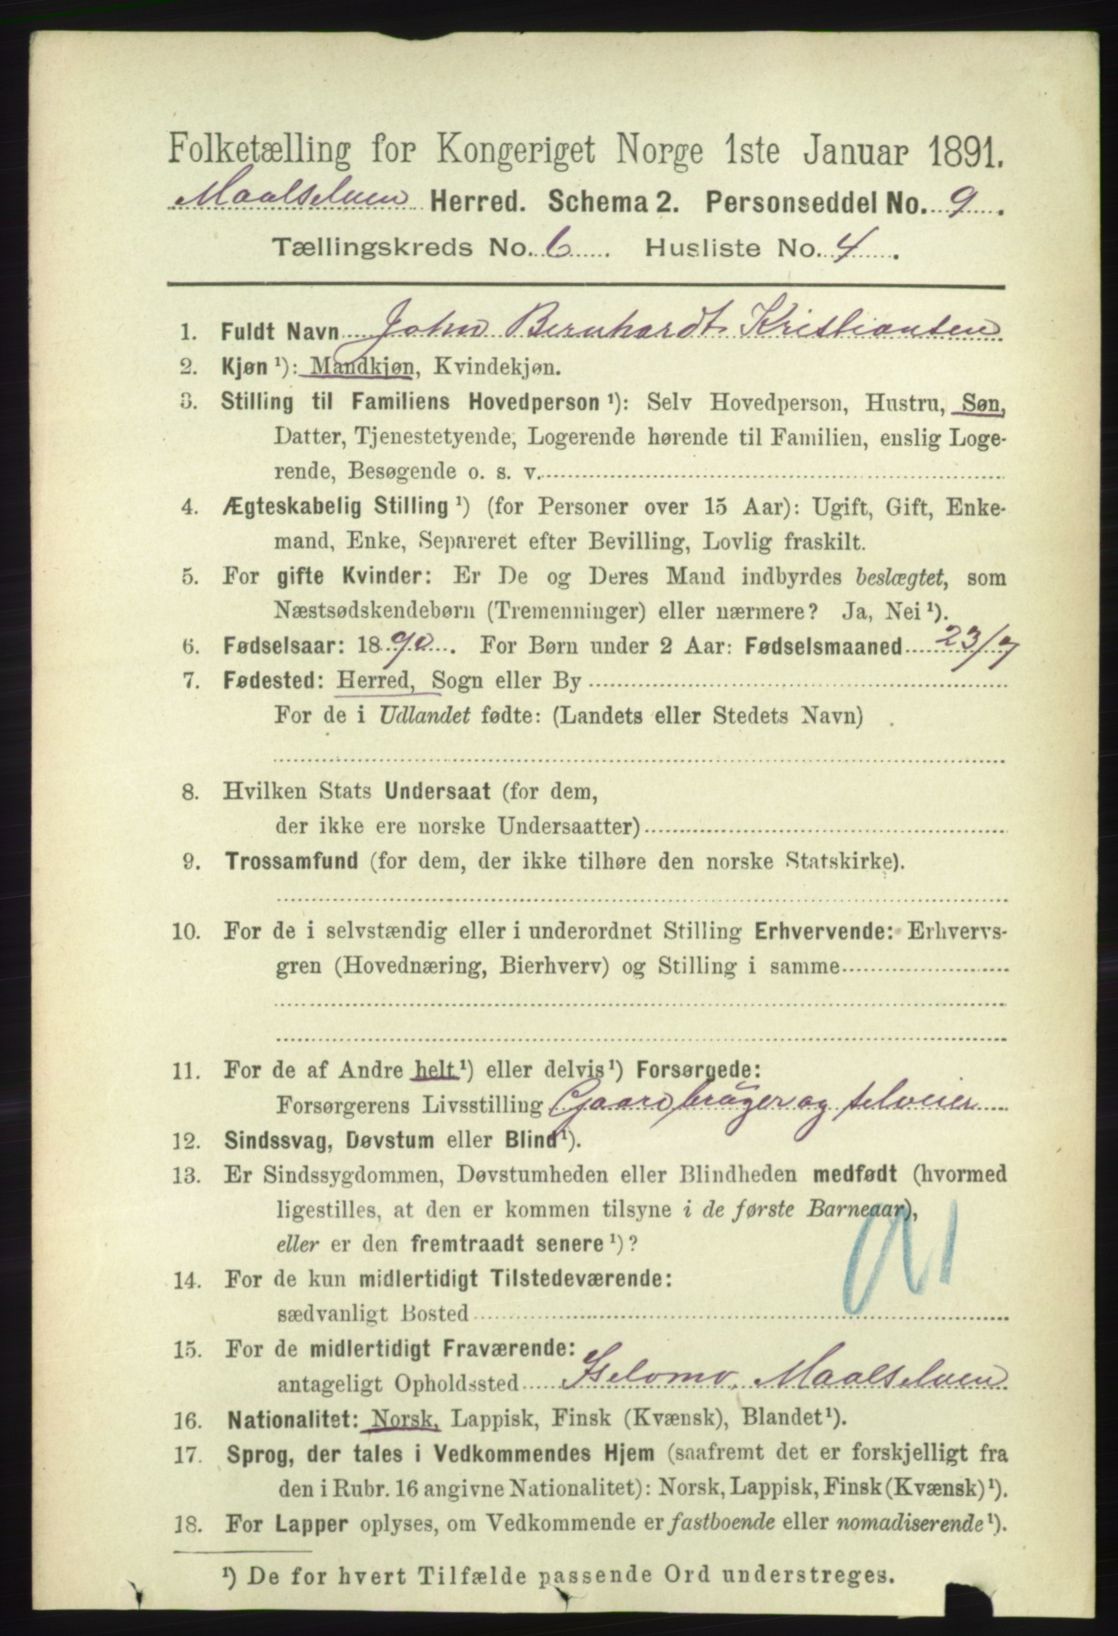 Folketælling for Kongeriget Norge 1ste Januar 1891.
Maalselven Herred. Schema 2. Personseddel No. 9.
Tællingskreds No. 6. Husliste No. 4.
1. Fuldt Navn John Bernhardt Kristiansen
2. Kjøn ¹): Mandkjøn, Kvindekjøn.
3. Stilling til Familiens Hovedperson ¹): Selv Hovedperson, Hustru, Søn,
Datter, Tjenestetyende, Logerende hørende til Familien, enslig Loge-
rende, Besøgende o. s. v.
4. Ægteskabelig Stilling ¹) (for Personer over 15 Aar): Ugift, Gift, Enke-
mand, Enke, Separeret efter Bevilling, Lovlig fraskilt.
5. For gifte Kvinder: Er De og Deres Mand indbyrdes beslægtet, som
Næstsødskendebørn (Tremenninger) eller nærmere? Ja, Nei ¹).
6. Fødselsaar: 1890. For Børn under 2 Aar: Fødselsmaaned 23/7
7. Fødested: Herred, Sogn eller By
For de i Udlandet fødte: (Landets eller Stedets Navn)
8. Hvilken Stats Undersaat (for dem,
der ikke ere norske Undersaatter)
9. Trossamfund (for dem, der ikke tilhøre den norske Statskirke).
10. For de i selvstændig eller i underordnet Stilling Erhvervende: Erhvervs-
gren (Hovednæring, Bierhverv) og Stilling i samme
11. For de af Andre helt ¹) eller delvis ¹) Forsørgede:
Forsørgerens Livsstilling Gaardbrüger og selveier
12. Sindssvag, Døvstum eller Blind ¹).
13. Er Sindssygdommen, Døvstumheden eller Blindheden medfødt (hvormed
ligestilles, at den er kommen tilsyne i de første Barneaar),
eller er den fremtraadt senere ¹)?
14. For de kun midlertidigt Tilstedeværende:
sædvanligt Bosted
15. For de midlertidigt Fraværende:
antageligt Opholdssted Iselvmo, Maalselven
16. Nationalitet: Norsk, Lappisk, Finsk (Kvænsk), Blandet ¹).
17. Sprog, der tales i Vedkommendes Hjem (saafremt det er forskjelligt fra
den i Rubr. 16 angivne Nationalitet): Norsk, Lappisk, Finsk (Kvænsk) ¹).
18. For Lapper oplyses, om Vedkommende er fastboende eller nomadiserende ¹).
¹) De for hvert Tilfælde passende Ord understreges.